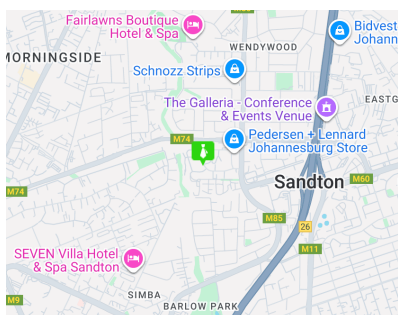 Fairlawns Boutique
Hotel & Spa
Bidvest
Johann
WENDYWOOD
MORNINGSIDE
Schnozz Strips
The Galleria - Conference
& Events Venue
EASTG
M74
Pedersen + Lennard
Johannesburg Store
Sandton
M60
M74
M85
26
M11
SEVEN Villa Hotel
& Spa Sandton
SIMBA
M9
BARLOW PARK